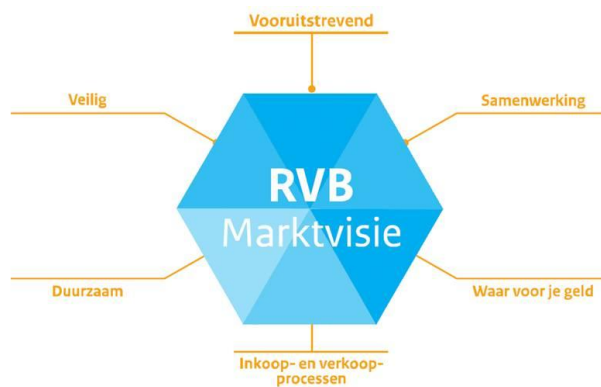 Vooruitstrevend
Veilig
Samenwerking
RVB
Marktvisie
Duurzaam
Waar voor je geld
Inkoop- en verkoop-
processen